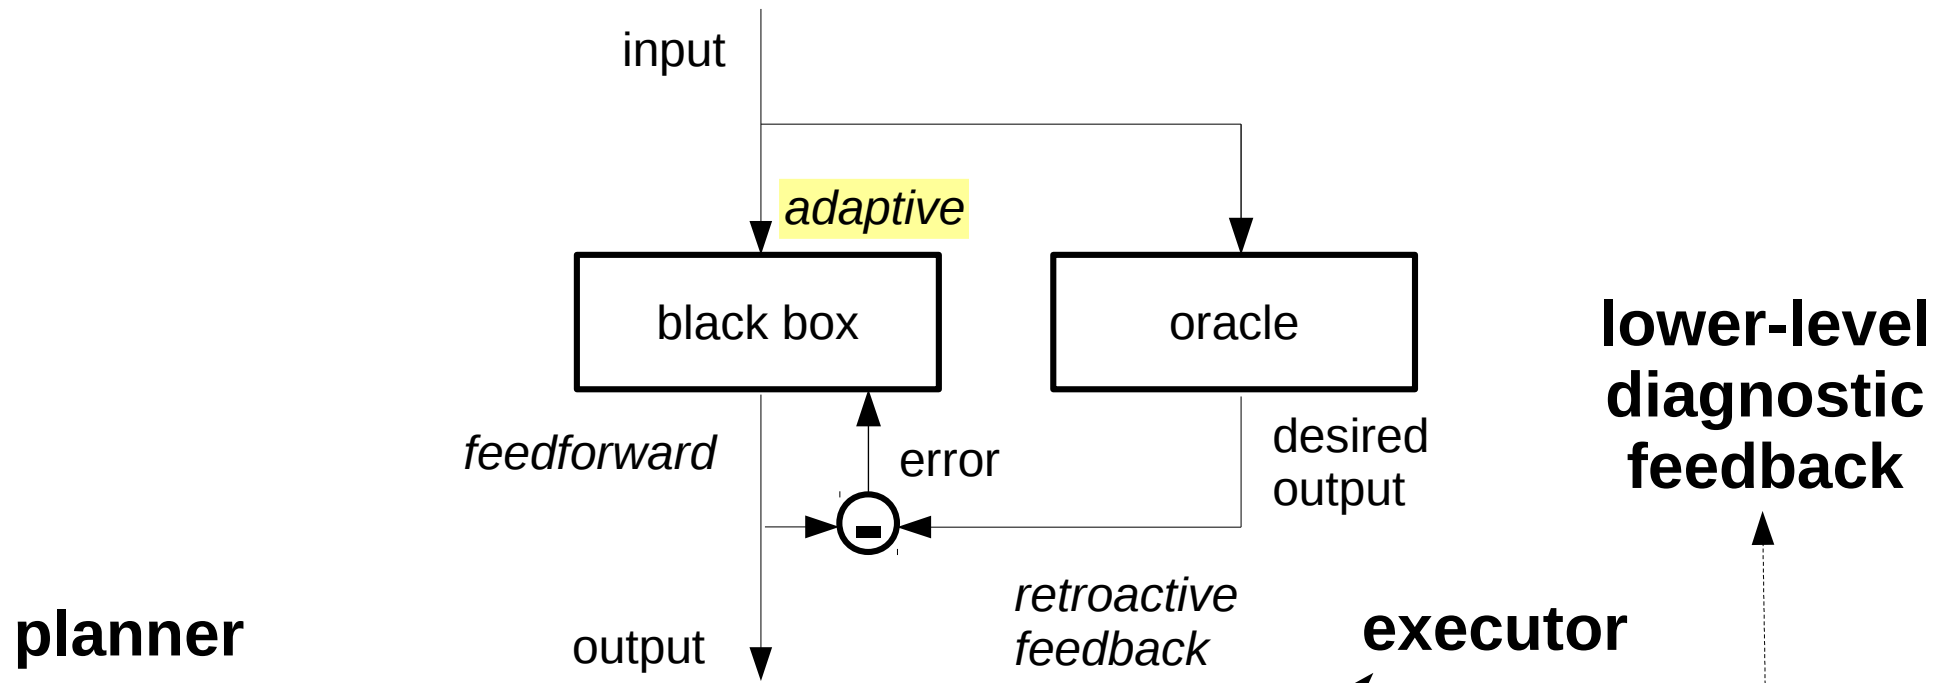 input
adaptive
black box
oracle
lower-level
diagnostic
feedback
feedforward
error
desired
output
retroactive
feedback
planner
output
executor